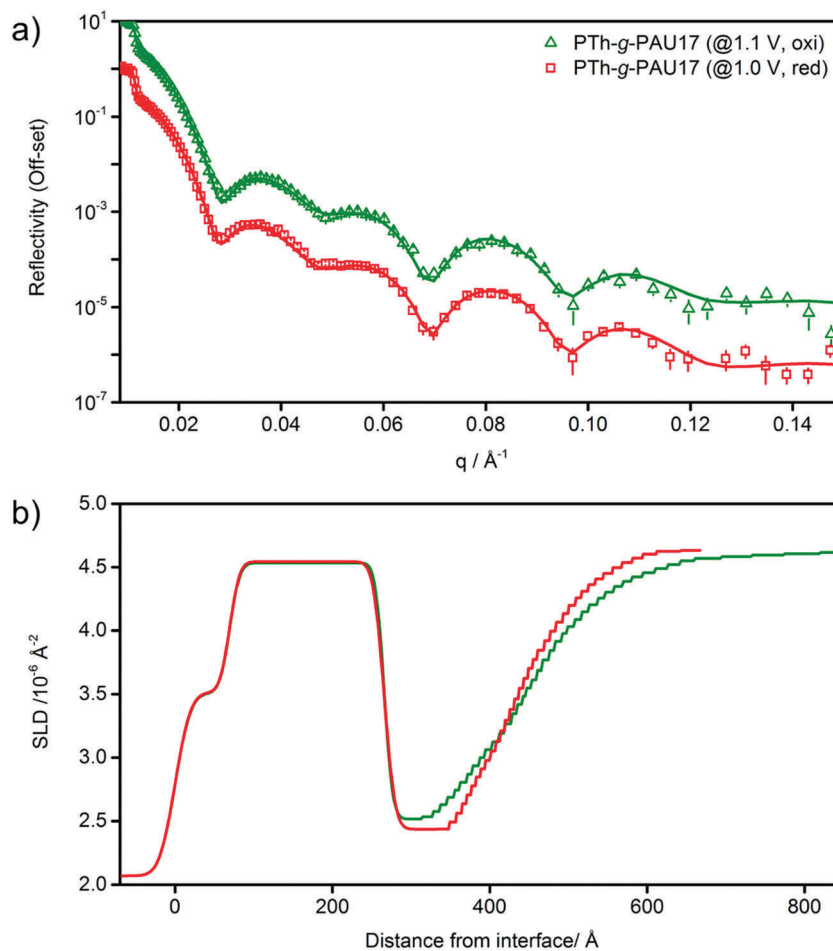 a)
PTh-g-PAU17 (@1.1 V, oxi)
PTh-g-PAU17 (@1.0 V, red)
Reflectivity (Off-set)
10¹
10⁻¹
10⁻³
10⁻⁵
10⁻⁷
0.02 0.04 0.06 0.08 0.10 0.12 0.14
q / Å⁻¹
b)
SLD /10⁻⁶ Å⁻²
5.0
4.5
4.0
3.5
3.0
2.5
2.0
0 200 400 600 800
Distance from interface/ Å